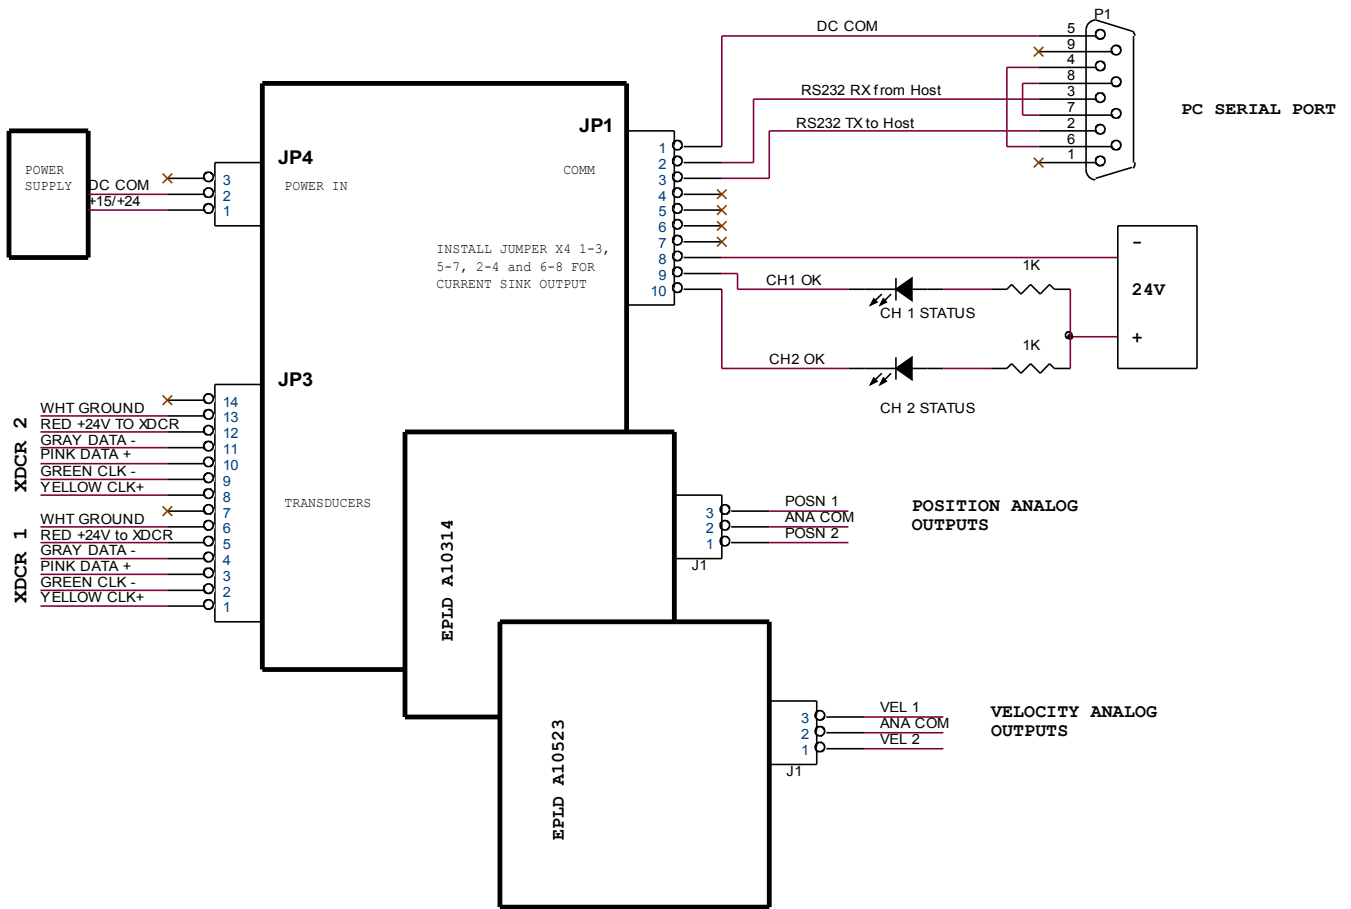 P1
DC COM
5
9
4
8
3
7
2
6
1
RS232 RX from Host
RS232 TX to Host
PC SERIAL PORT
POWER
SUPPLY
DC COM
+15/+24
JP4
POWER IN
3
2
1
JP1
COMM
1
2
3
4
5
6
7
8
9
10
INSTALL JUMPER X4 1-3,
5-7, 2-4 and 6-8 FOR
CURRENT SINK OUTPUT
CH1 OK
CH 1 STATUS
1K
CH2 OK
CH 2 STATUS
1K
-
24V
+
JP3
TRANSDUCERS
XDCR 2
WHT GROUND
RED +24V TO XDCR
GRAY DATA -
PINK DATA +
GREEN CLK -
YELLOW CLK+
XDCR 1
WHT GROUND
RED +24V to XDCR
GRAY DATA -
PINK DATA +
GREEN CLK -
YELLOW CLK+
14
13
12
11
10
9
8
7
6
5
4
3
2
1
EPLD A10314
3
2
1
J1
POSN 1
ANA COM
POSN 2
POSITION ANALOG
OUTPUTS
EPLD A10523
3
2
1
J1
VEL 1
ANA COM
VEL 2
VELOCITY ANALOG
OUTPUTS